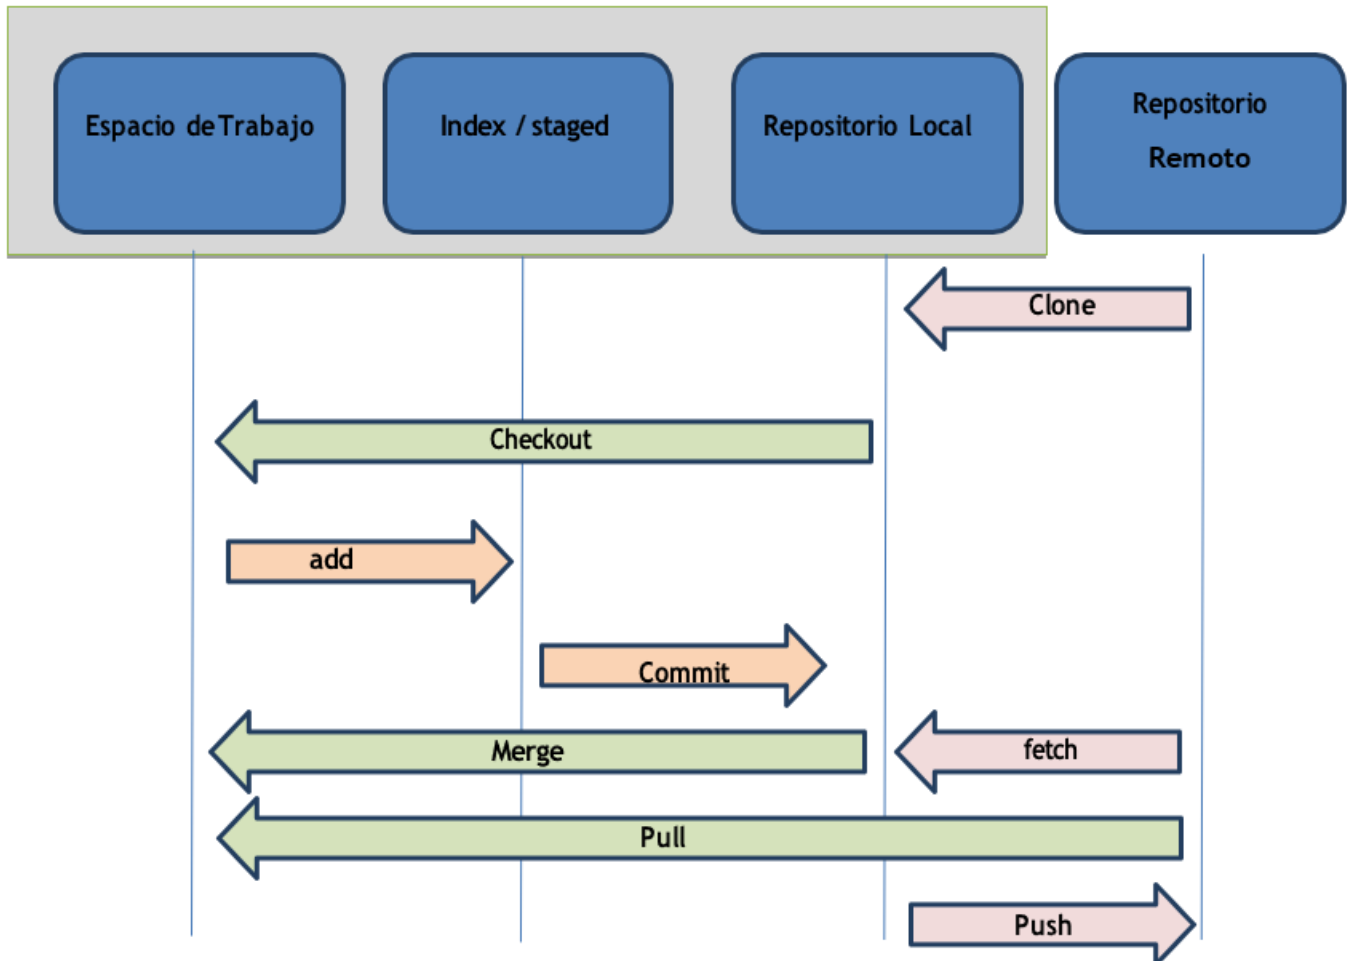 Espacio de Trabajo
Index / staged
Repositorio Local
Repositorio
Remoto
Clone
Checkout
add
Commit
Merge
fetch
Pull
Push